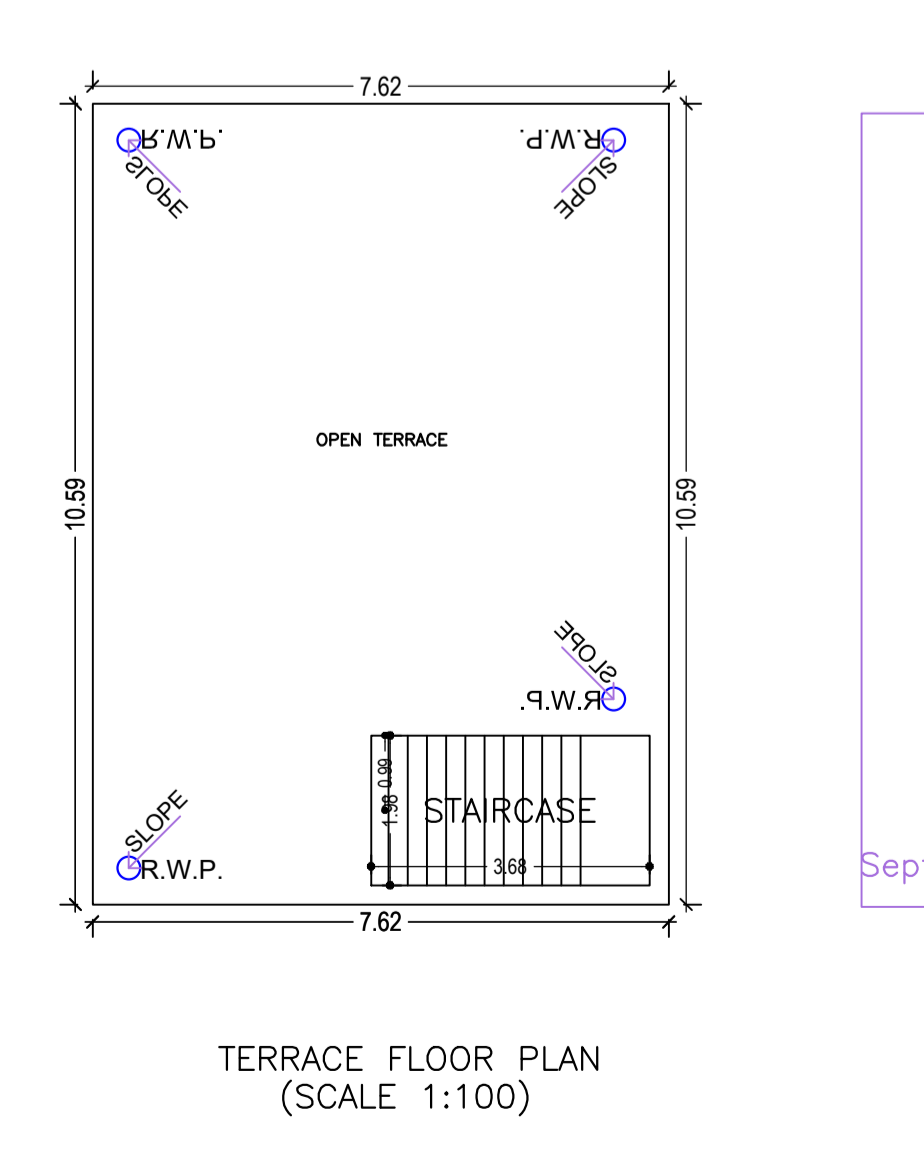 7.62
R.W.P. R.W.P.
SLOPE SLOPE
OPEN TERRACE
10.59 10.59
SLOPE
R.W.P.
0.99
1.98
STAIRCASE
SLOPE
R.W.P.
3.68
Sept
7.62
TERRACE FLOOR PLAN
(SCALE 1:100)